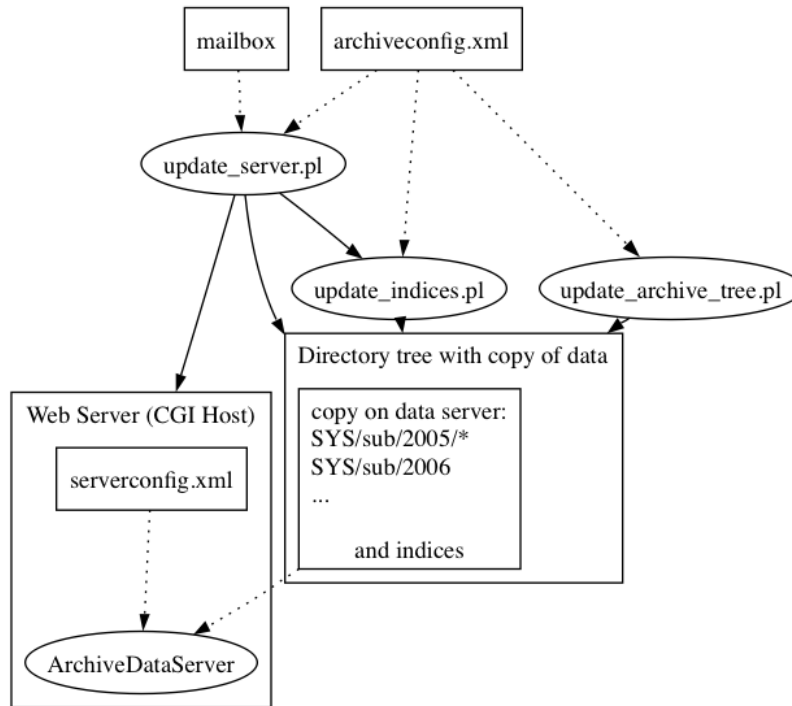 mailbox
archiveconfig.xml
update_server.pl
update_indices.pl
update_archive_tree.pl
Directory tree with copy of data
Web Server (CGI Host)
copy on data server:
SYS/sub/2005/*
SYS/sub/2006
...
and indices
serverconfig.xml
ArchiveDataServer